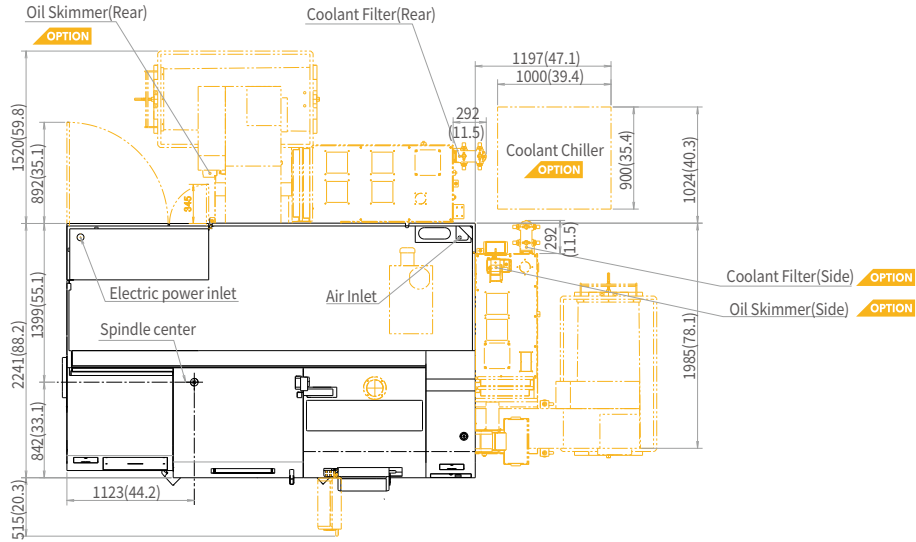 Oil Skimmer(Rear)
OPTION
Coolant Filter(Rear)
1197(47.1)
1000(39.4)
292
(11.5)
Coolant Chiller
OPTION
900(35.4)
1024(40.3)
1520(59.8)
892(35.1)
345
292
(11.5)
Electric power inlet
Air Inlet
Coolant Filter(Side)
OPTION
Oil Skimmer(Side)
OPTION
Spindle center
1399(55.1)
2241(88.2)
1985(78.1)
842(33.1)
1123(44.2)
515(20.3)